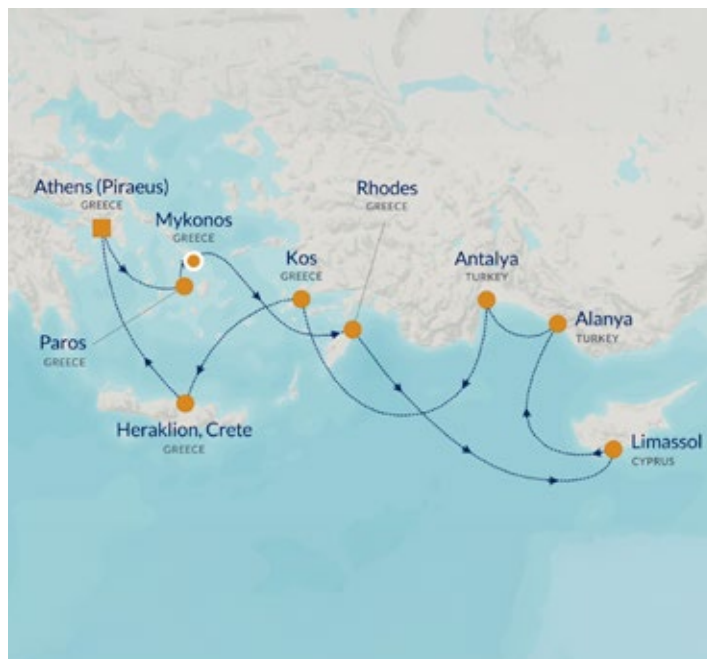 Athens (Piraeus)
GREECE
Mykonos
GREECE
Rhodes
GREECE
Kos
GREECE
Antalya
TURKEY
Alanya
TURKEY
Paros
GREECE
Heraklion, Crete
GREECE
Limassol
CYPRUS